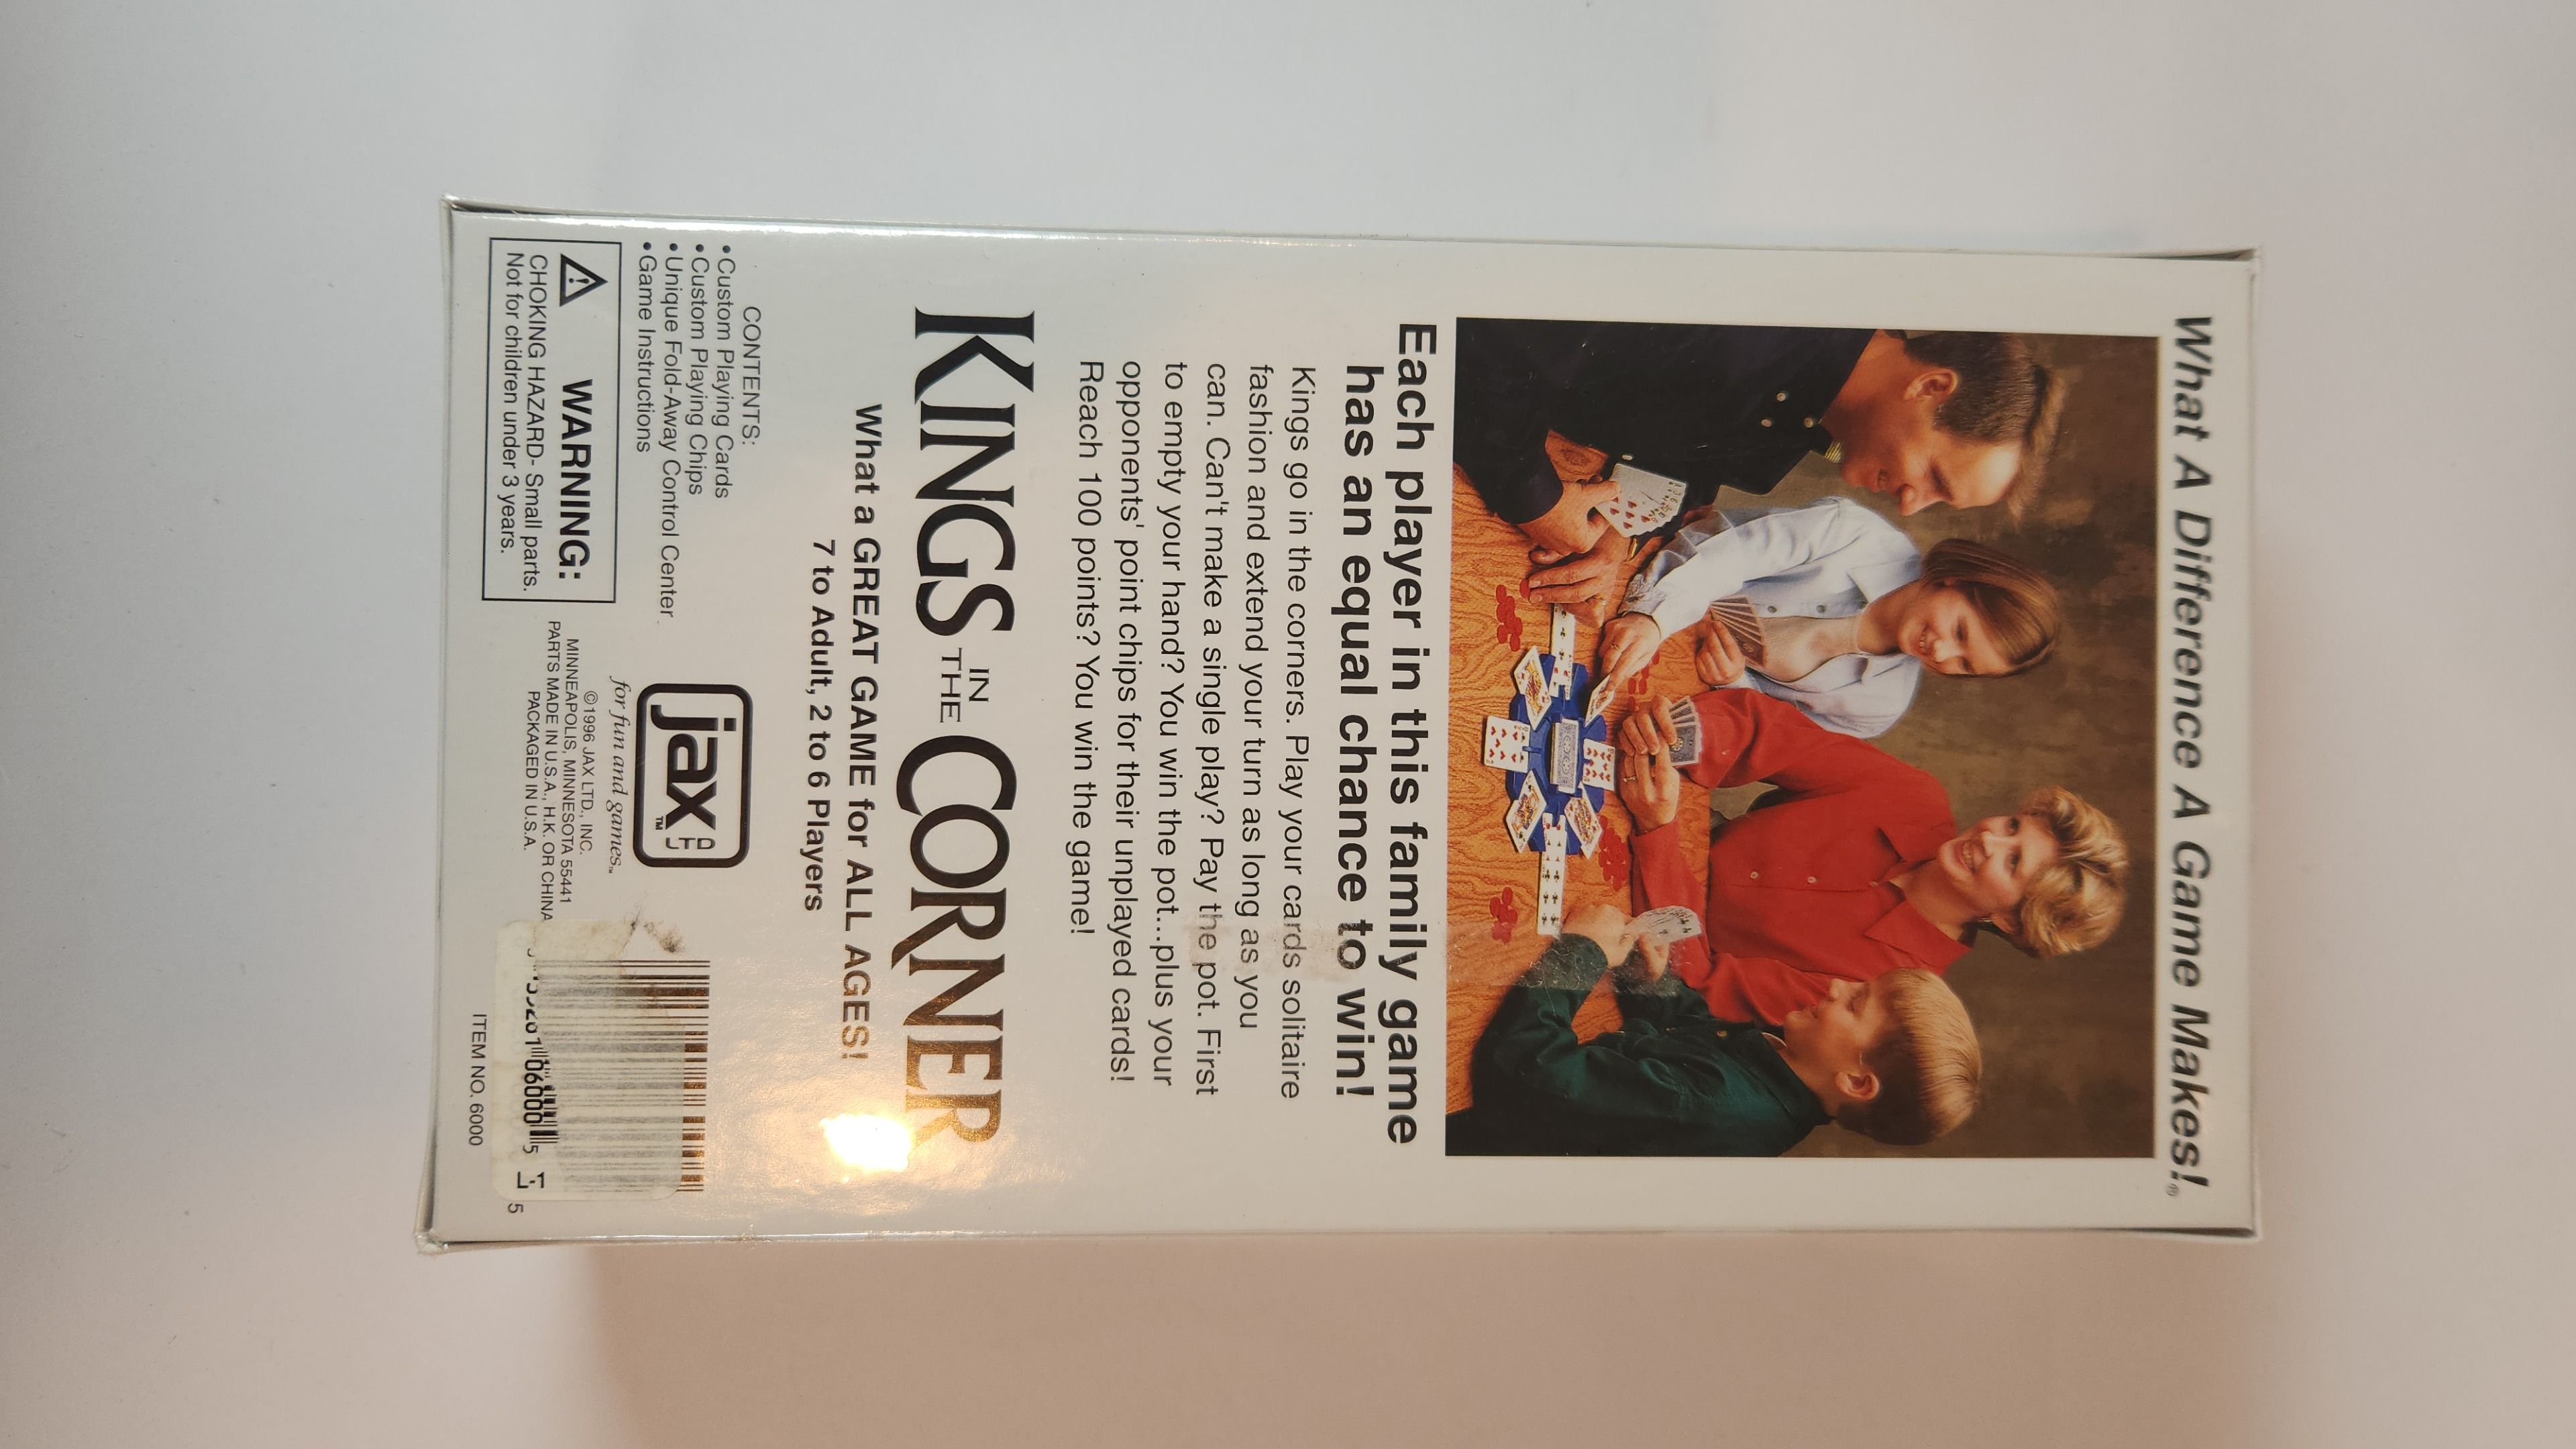 What A Difference A Game Makes!®
Each player in this family game
has an equal chance to win!
Kings go in the corners. Play your cards solitaire
fashion and extend your turn as long as you
can. Can't make a single play? Pay the pot. First
to empty your hand? You win the pot...plus your
opponents' point chips for their unplayed cards!
Reach 100 points? You win the game!
KINGS IN THE CORNER
What a GREAT GAME for ALL AGES!
7 to Adult, 2 to 6 Players
CONTENTS:
•Custom Playing Cards
•Custom Playing Chips
•Unique Fold-Away Control Center
•Game Instructions
WARNING:
CHOKING HAZARD- Small parts.
Not for children under 3 years.
jax LTD ™
for fun and games.™
©1996 JAX LTD., INC.
MINNEAPOLIS, MINNESOTA 55441
PARTS MADE IN U.S.A., H.K. OR CHINA
PACKAGED IN U.S.A.
06000 5
5
ITEM NO. 6000